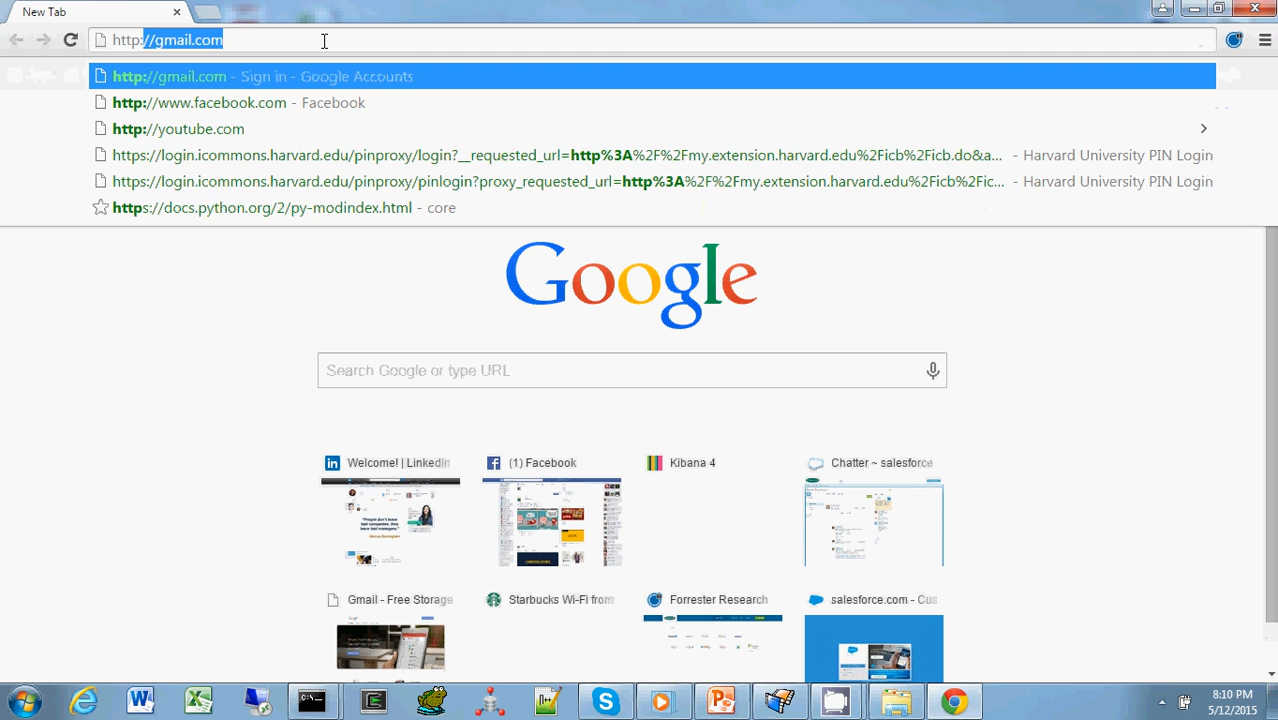 New Tab
http://gmail.com
http://gmail.com - Sign in - Google Accounts
http://www.facebook.com - Facebook
http://youtube.com
https://login.icommons.harvard.edu/pinproxy/login?__requested_url=http%3A%2F%2Fmy.extension.harvard.edu%2Ficb%2Ficb.do&a... - Harvard University PIN Login
https://login.icommons.harvard.edu/pinproxy/pinlogin?proxy_requested_url=http%3A%2F%2Fmy.extension.harvard.edu%2Ficb%2Fic... - Harvard University PIN Login
https://docs.python.org/2/py-modindex.html - core
Google
Search Google or type URL
Welcome! | LinkedIn
(1) Facebook
Kibana 4
Chatter ~ salesforce
Gmail - Free Storage
Starbucks Wi-Fi from
Forrester Research
salesforce.com - Cus
8:10 PM
5/12/2015